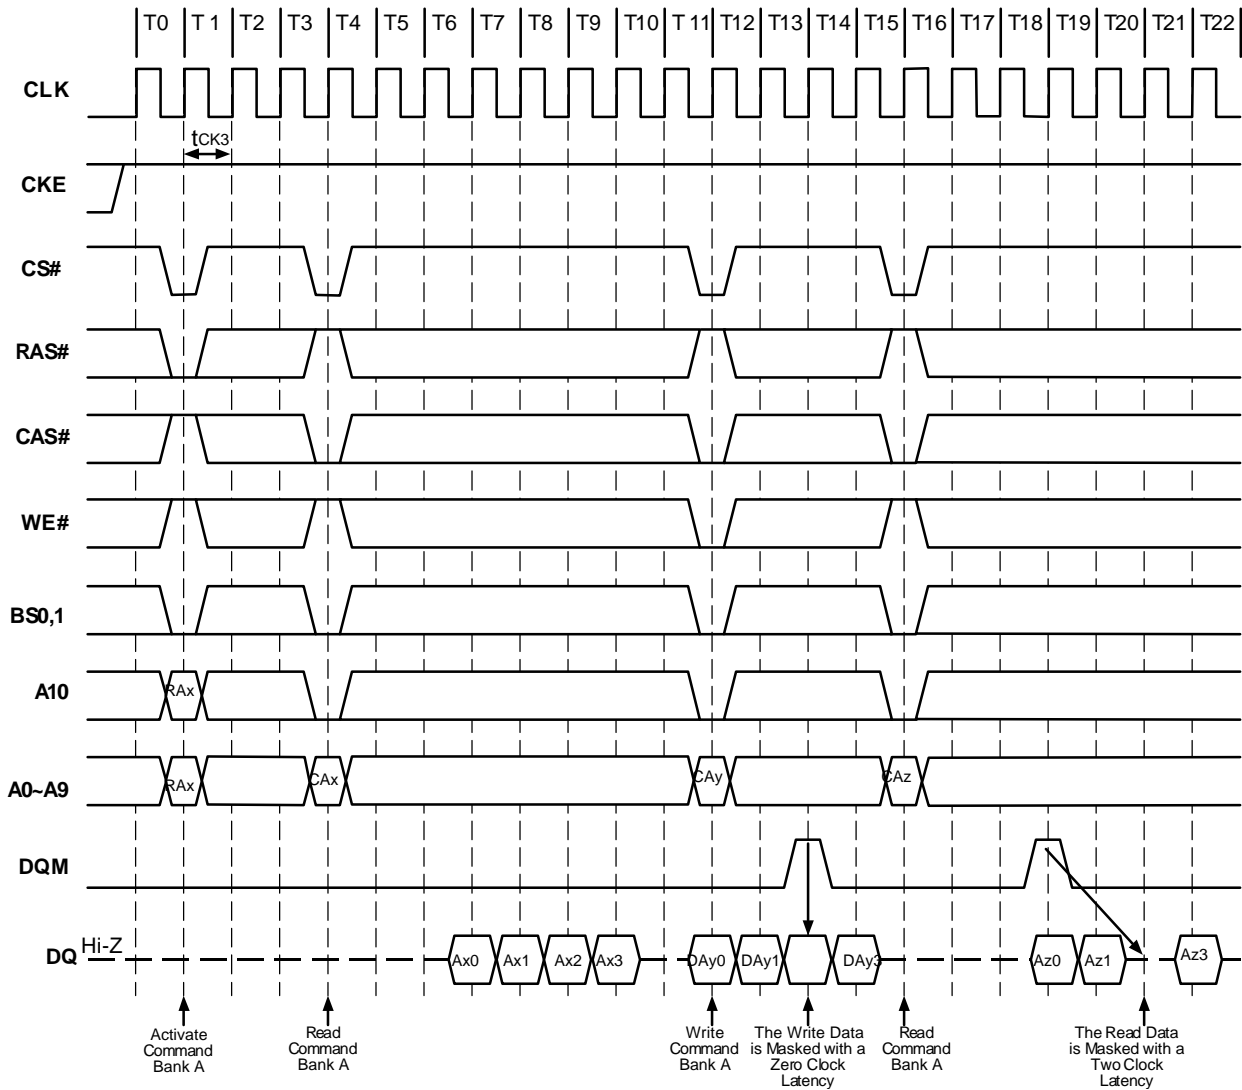 T0 T 1 T2 T3 T4 T5 T6 T7 T8 T9 T10 T 11 T12 T13 T14 T15 T16 T17 T18 T19 T20 T21 T22
CLK
tCK3
CKE
CS#
RAS#
CAS#
WE#
BS0,1
A10
RAx
A0~A9
RAx CAx CAy CAz
DQM
DQ Hi-Z
Ax0 Ax1 Ax2 Ax3 DAy0 DAy1 DAy3 Az0 Az1 Az3
Activate
Command
Bank A
Read
Command
Bank A
Write
Command
Bank A
The Write Data
is Masked with a
Zero Clock
Latency
Read
Command
Bank A
The Read Data
is Masked with a
Two Clock
Latency